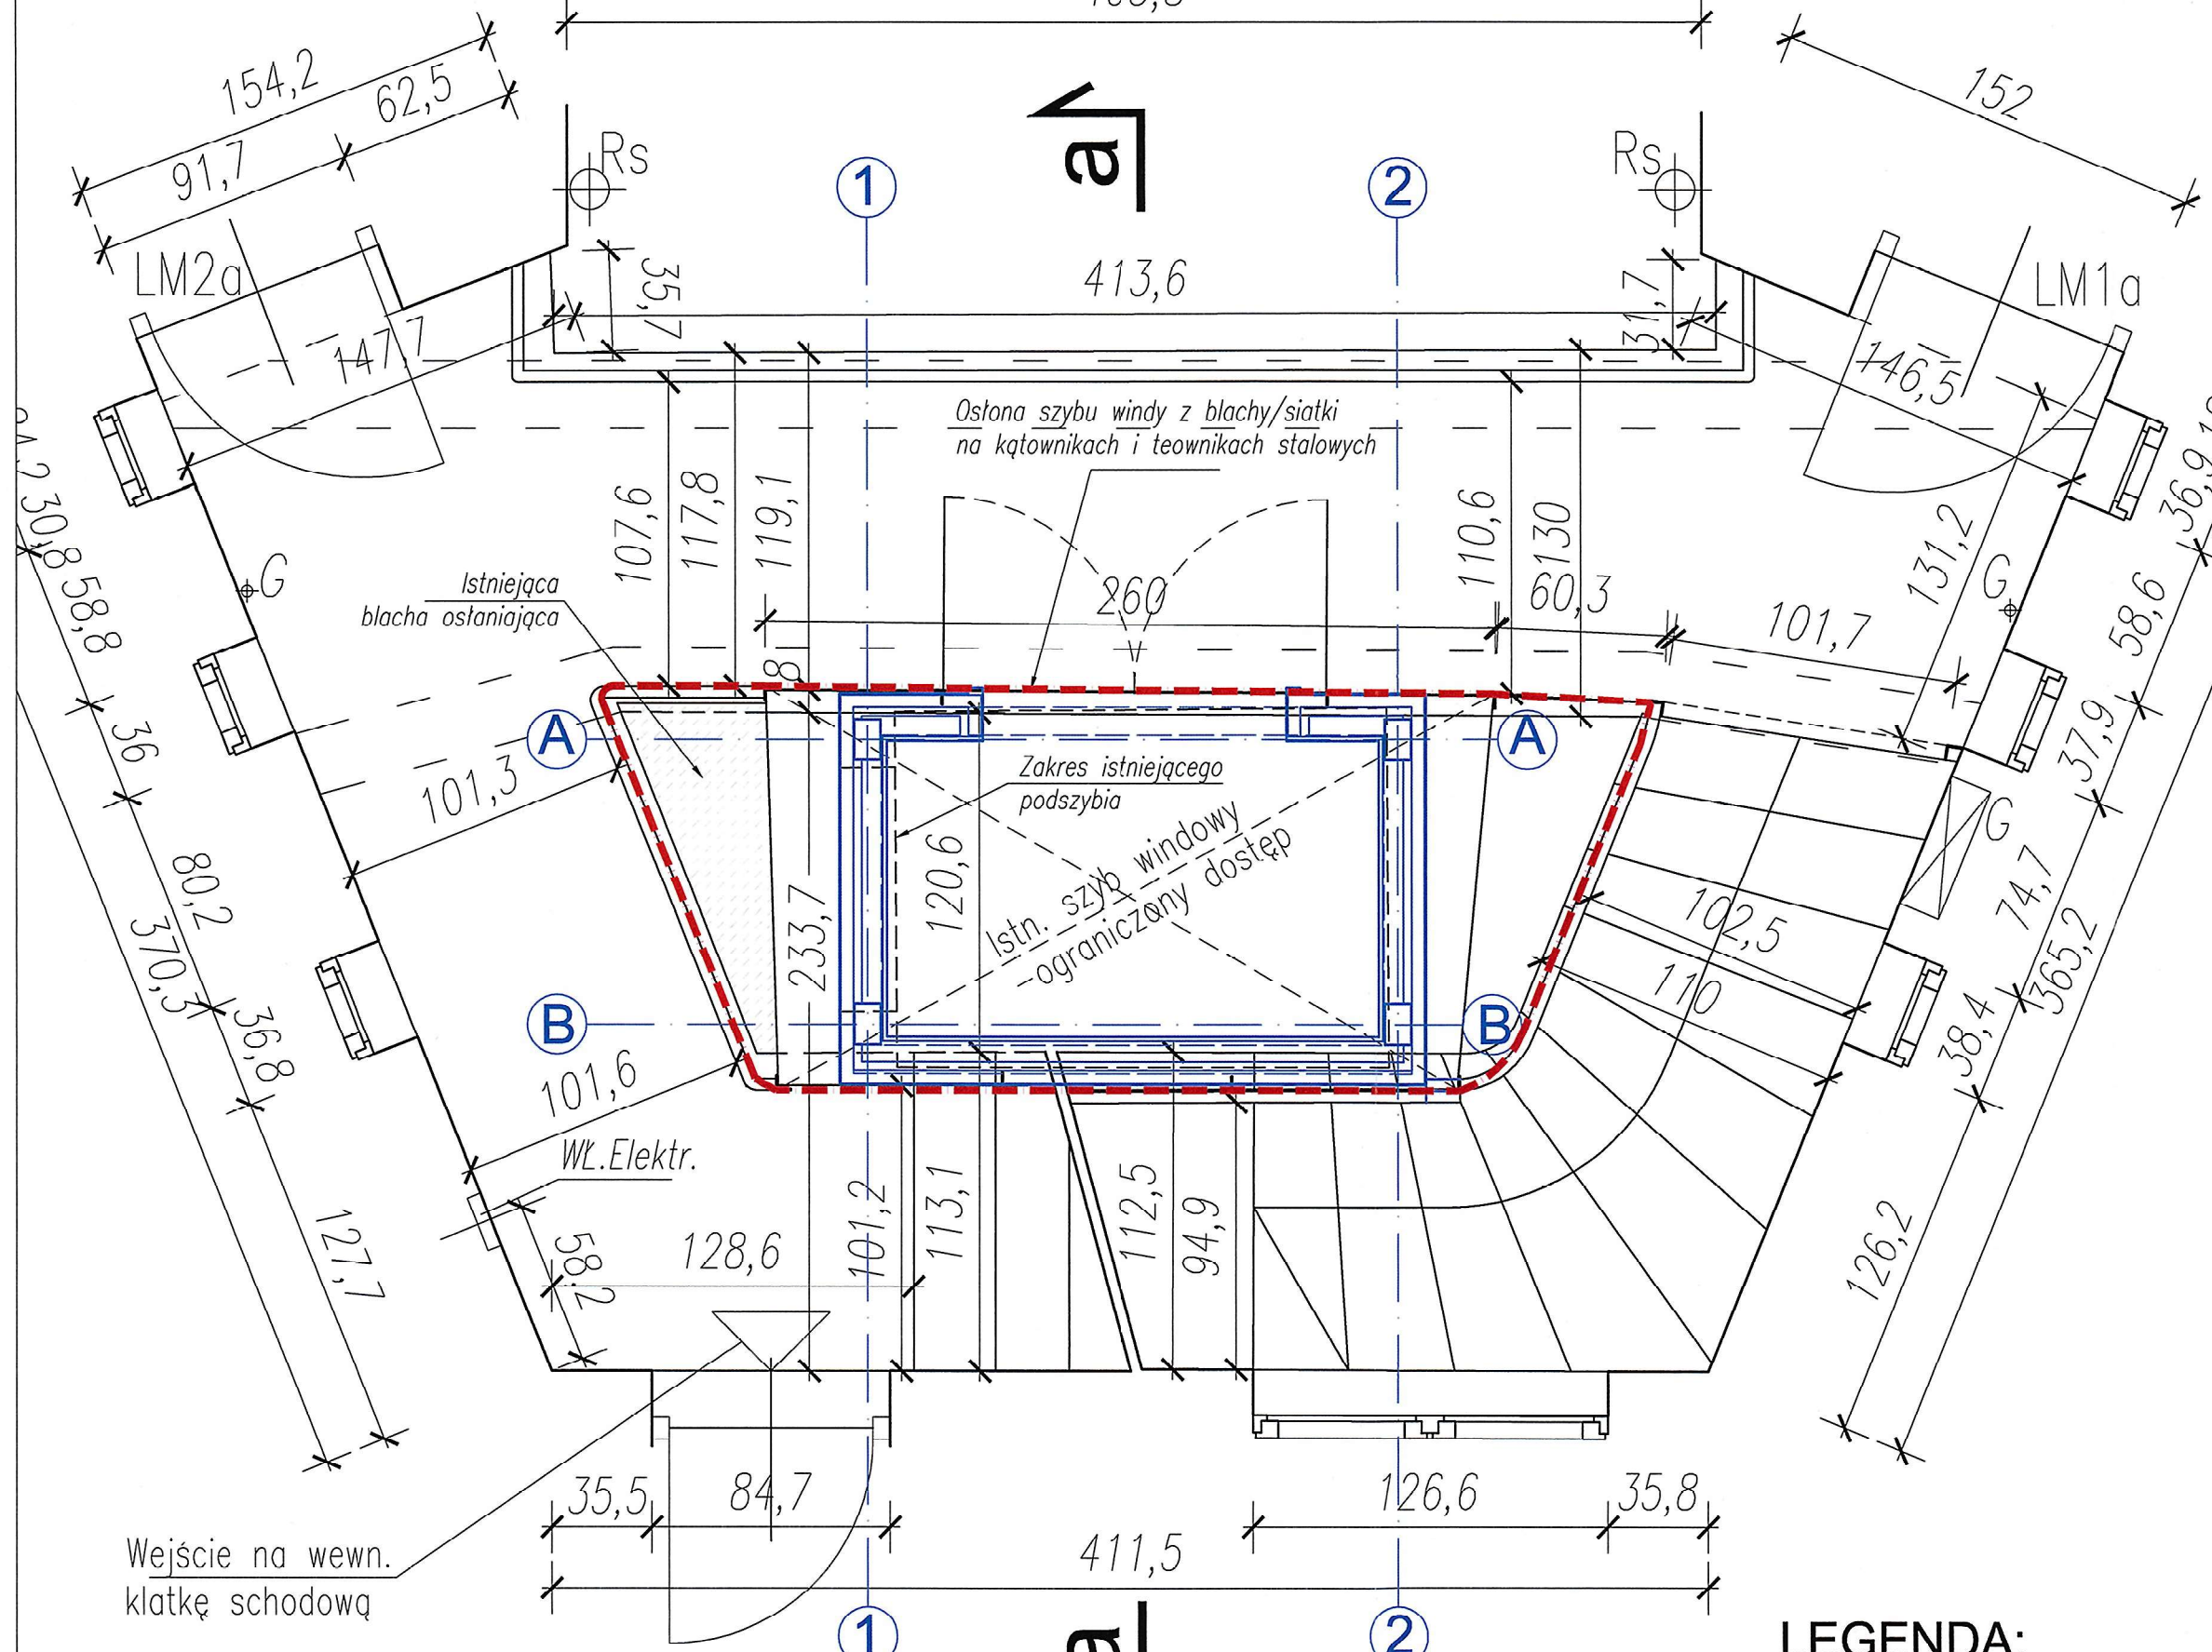 154,2
62,5
91,7
152
Rs
a
Rs
1
2
LM2a
35,7
413,6
31,7
LM1a
147,7
146,5
Osłona szybu windy z blachy/siatki
na kątownikach i teownikach stalowych
107,6
117,8
119,1
110,6
130
131,2
36,9
30,8
58,8
G
Istniejąca
blacha osłaniająca
260
60,3
101,7
G
58,6
8
A
A
36
101,3
Zakres istniejącego
podszybia
37,9
G
80,2
120,6
Istn. szyb windowy
ograniczony dostęp
233,7
102,5
74,7
370,3
110
365,2
B
B
36,8
38,4
101,6
WŁ.Elektr.
127,7
58,2
128,6
101,2
113,1
112,5
94,9
126,2
35,5
84,7
126,6
35,8
411,5
Wejście na wewn.
klatkę schodową
1
a
2
LEGENDA: